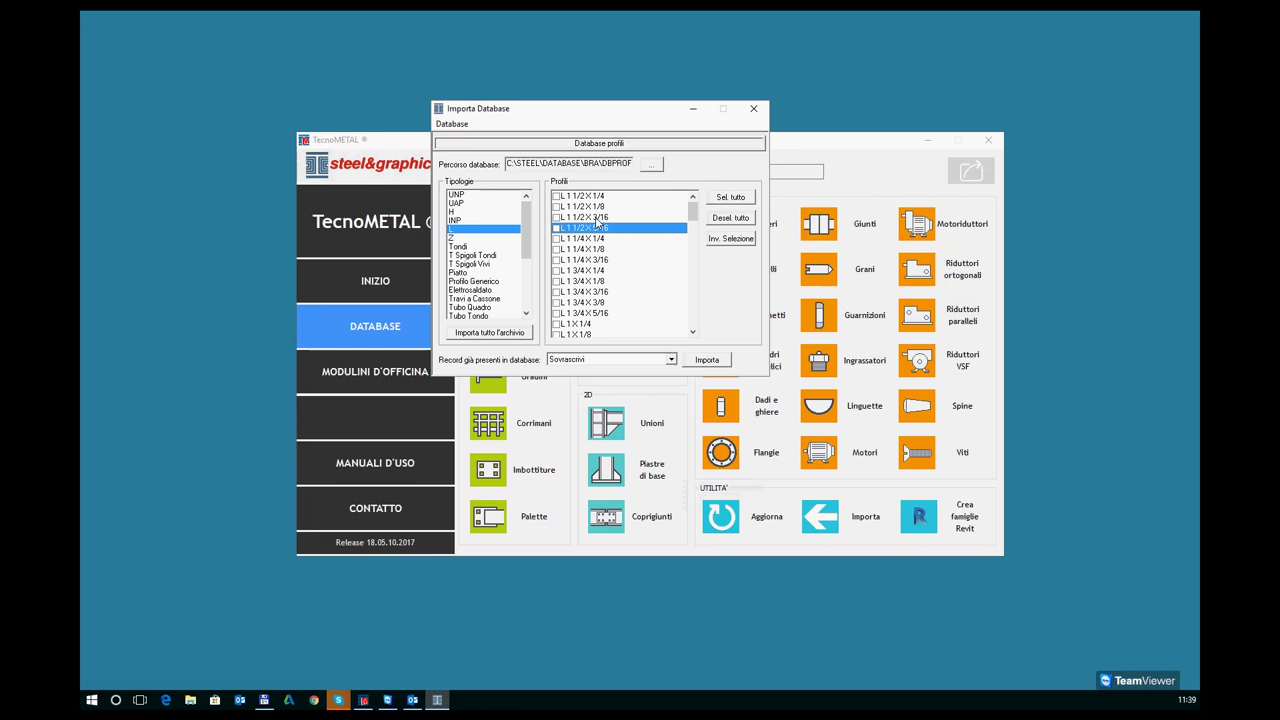 Importa Database
Database
Database profili
Percorso database: C:\STEEL\DATABASE\BRA\DBPROF ...
Tipologie
UNP
UAP
H
INP
L
Z
Tondi
T Spigoli Tondi
T Spigoli Vivi
Piatto
Profilo Generico
Elettrosaldato
Travi a Cassone
Tubo Quadro
Tubo Tondo
Importa tutto l'archivio
Profili
L 1 1/2 X 1/4
L 1 1/2 X 1/8
L 1 1/2 X 3/16
L 1 1/2 X 5/16
L 1 1/4 X 1/4
L 1 1/4 X 1/8
L 1 1/4 X 3/16
L 1 3/4 X 1/4
L 1 3/4 X 1/8
L 1 3/4 X 3/16
L 1 3/4 X 3/8
L 1 3/4 X 5/16
L 1 X 1/4
L 1 X 1/8
Sel. tutto
Desel. tutto
Inv. Selezione
Record già presenti in database: Sovrascrivi
Importa
TecnoMETAL ®
steel&graphic
TecnoMETAL
INIZIO
DATABASE
MODULINI D'OFFICINA
MANUALI D'USO
CONTATTO
Release 18.05.10.2017
Gradini
Corrimani
Imbottiture
Palette
2D
Unioni
Piastre
di base
Coprigiunti
Giunti
Motoriduttori
Grani
Riduttori
ortogonali
Guarnizioni
Riduttori
paralleli
Ingrassatori
Riduttori
VSF
Dadi e
ghiere
Linguette
Spine
Flangie
Motori
Viti
UTILITA'
Aggiorna
Importa
Crea
famiglie
Revit
TeamViewer
11:39